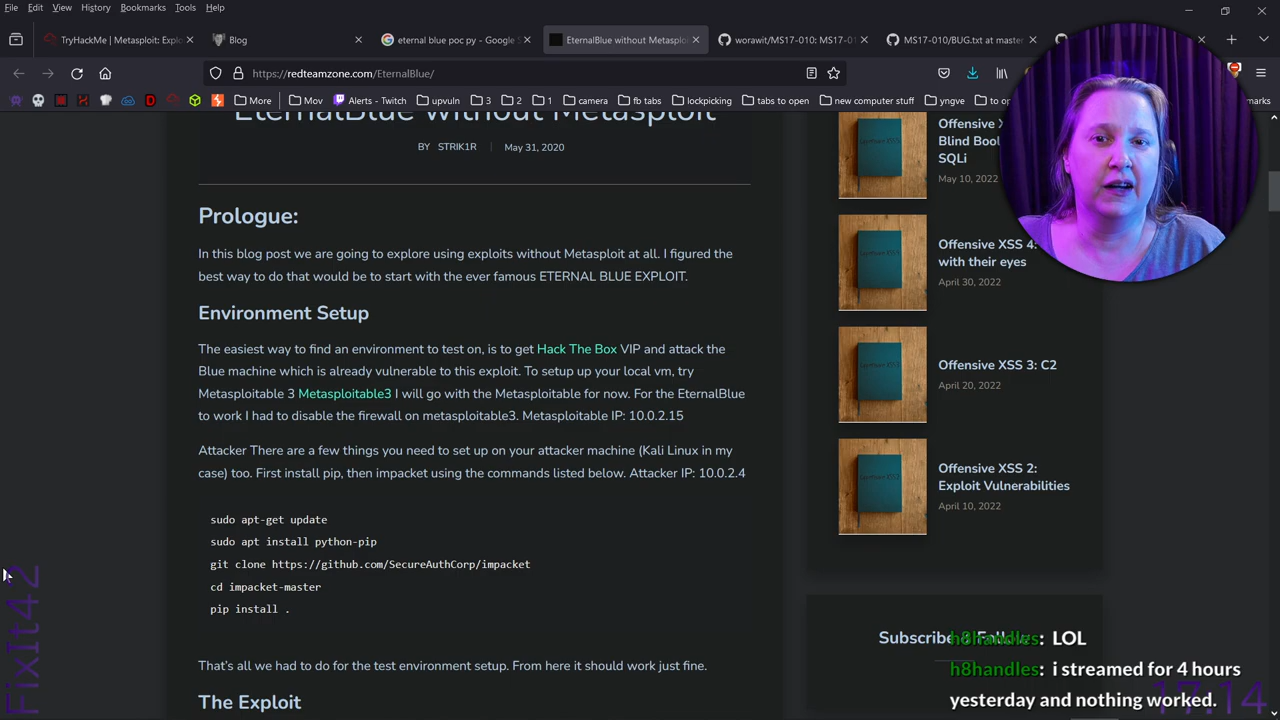 File Edit View History Bookmarks Tools Help
TryHackMe | Metasploit: Expl
Blog
eternal blue poc py - Google S
EternalBlue without Metasploi
worawit/MS17-010: MS17-01
MS17-010/BUG.txt at master
https://redteamzone.com/EternalBlue/
More
Mov
Alerts - Twitch
upvuln
3
2
1
camera
fb tabs
lockpicking
tabs to open
new computer stuff
yngve
EternalBlue without Metasploit
BY STRIK1R | May 31, 2020
Prologue:
In this blog post we are going to explore using exploits without Metasploit at all. I figured the
best way to do that would be to start with the ever famous ETERNAL BLUE EXPLOIT.
Environment Setup
The easiest way to find an environment to test on, is to get Hack The Box VIP and attack the
Blue machine which is already vulnerable to this exploit. To setup up your local vm, try
Metasploitable 3 Metasploitable3 I will go with the Metasploitable for now. For the EternalBlue
to work I had to disable the firewall on metasploitable3. Metasploitable IP: 10.0.2.15
Attacker There are a few things you need to set up on your attacker machine (Kali Linux in my
case) too. First install pip, then impacket using the commands listed below. Attacker IP: 10.0.2.4
sudo apt-get update
sudo apt install python-pip
git clone https://github.com/SecureAuthCorp/impacket
cd impacket-master
pip install .
That's all we had to do for the test environment setup. From here it should work just fine.
The Exploit
Offensive X
Blind Boo
SQLi
May 10, 2022
Offensive XSS 4:
with their eyes
April 30, 2022
Offensive XSS 3: C2
April 20, 2022
Offensive XSS 2:
Exploit Vulnerabilities
April 10, 2022
Subscribe
h8handles: LOL
h8handles: i streamed for 4 hours
yesterday and nothing worked.
17.14
FixIt42